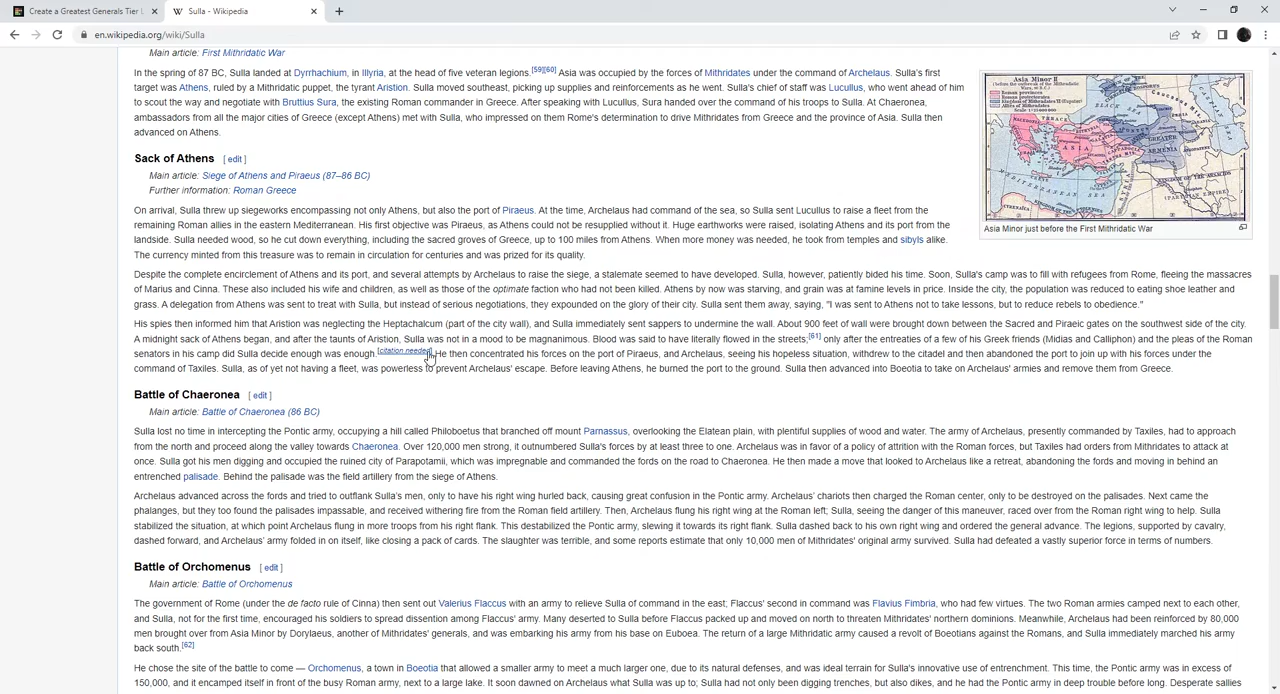 Create a Greatest Generals Tier L
Sulla - Wikipedia
en.wikipedia.org/wiki/Sulla
Main article: First Mithridatic War
In the spring of 87 BC, Sulla landed at Dyrrhachium, in Illyria, at the head of five veteran legions.[59][60] Asia was occupied by the forces of Mithridates under the command of Archelaus. Sulla's first
target was Athens, ruled by a Mithridatic puppet, the tyrant Aristion. Sulla moved southeast, picking up supplies and reinforcements as he went. Sulla's chief of staff was Lucullus, who went ahead of him
to scout the way and negotiate with Bruttius Sura, the existing Roman commander in Greece. After speaking with Lucullus, Sura handed over the command of his troops to Sulla. At Chaeronea,
ambassadors from all the major cities of Greece (except Athens) met with Sulla, who impressed on them Rome's determination to drive Mithridates from Greece and the province of Asia. Sulla then
advanced on Athens.
Asia Minor
ASIA
GREATER
ARMENIA
MEDITERRANEAN SEA
CYRENAICA
(PARTHIAN EMPIRE)
Asia Minor just before the First Mithridatic War
Sack of Athens [ edit ]
Main article: Siege of Athens and Piraeus (87–86 BC)
Further information: Roman Greece
On arrival, Sulla threw up siegeworks encompassing not only Athens, but also the port of Piraeus. At the time, Archelaus had command of the sea, so Sulla sent Lucullus to raise a fleet from the
remaining Roman allies in the eastern Mediterranean. His first objective was Piraeus, as Athens could not be resupplied without it. Huge earthworks were raised, isolating Athens and its port from the
landside. Sulla needed wood, so he cut down everything, including the sacred groves of Greece, up to 100 miles from Athens. When more money was needed, he took from temples and sibyls alike.
The currency minted from this treasure was to remain in circulation for centuries and was prized for its quality.
Despite the complete encirclement of Athens and its port, and several attempts by Archelaus to raise the siege, a stalemate seemed to have developed. Sulla, however, patiently bided his time. Soon, Sulla's camp was to fill with refugees from Rome, fleeing the massacres
of Marius and Cinna. These also included his wife and children, as well as those of the optimate faction who had not been killed. Athens by now was starving, and grain was at famine levels in price. Inside the city, the population was reduced to eating shoe leather and
grass. A delegation from Athens was sent to treat with Sulla, but instead of serious negotiations, they expounded on the glory of their city. Sulla sent them away, saying, "I was sent to Athens not to take lessons, but to reduce rebels to obedience."
His spies then informed him that Aristion was neglecting the Heptachalcum (part of the city wall), and Sulla immediately sent sappers to undermine the wall. About 900 feet of wall were brought down between the Sacred and Piraic gates on the southwest side of the city.
A midnight sack of Athens began, and after the taunts of Aristion, Sulla was not in a mood to be magnanimous. Blood was said to have literally flowed in the streets;[61] only after the entreaties of a few of his Greek friends (Midias and Calliphon) and the pleas of the Roman
senators in his camp did Sulla decide enough was enough.[citation needed] He then concentrated his forces on the port of Piraeus, and Archelaus, seeing his hopeless situation, withdrew to the citadel and then abandoned the port to join up with his forces under the
command of Taxiles. Sulla, as of yet not having a fleet, was powerless to prevent Archelaus' escape. Before leaving Athens, he burned the port to the ground. Sulla then advanced into Boeotia to take on Archelaus' armies and remove them from Greece.
Battle of Chaeronea [ edit ]
Main article: Battle of Chaeronea (86 BC)
Sulla lost no time in intercepting the Pontic army, occupying a hill called Philoboetus that branched off mount Parnassus, overlooking the Elatean plain, with plentiful supplies of wood and water. The army of Archelaus, presently commanded by Taxiles, had to approach
from the north and proceed along the valley towards Chaeronea. Over 120,000 men strong, it outnumbered Sulla's forces by at least three to one. Archelaus was in favor of a policy of attrition with the Roman forces, but Taxiles had orders from Mithridates to attack at
once. Sulla got his men digging and occupied the ruined city of Parapotamii, which was impregnable and commanded the fords on the road to Chaeronea. He then made a move that looked to Archelaus like a retreat, abandoning the fords and moving in behind an
entrenched palisade. Behind the palisade was the field artillery from the siege of Athens.
Archelaus advanced across the fords and tried to outflank Sulla's men, only to have his right wing hurled back, causing great confusion in the Pontic army. Archelaus' chariots then charged the Roman center, only to be destroyed on the palisades. Next came the
phalanges, but they too found the palisades impassable, and received withering fire from the Roman field artillery. Then, Archelaus flung his right wing at the Roman left; Sulla, seeing the danger of this maneuver, raced over from the Roman right wing to help. Sulla
stabilized the situation, at which point Archelaus flung in more troops from his right flank. This destabilized the Pontic army, slewing it towards its right flank. Sulla dashed back to his own right wing and ordered the general advance. The legions, supported by cavalry,
dashed forward, and Archelaus' army folded in on itself, like closing a pack of cards. The slaughter was terrible, and some reports estimate that only 10,000 men of Mithridates' original army survived. Sulla had defeated a vastly superior force in terms of numbers.
Battle of Orchomenus [ edit ]
Main article: Battle of Orchomenus
The government of Rome (under the de facto rule of Cinna) then sent out Valerius Flaccus with an army to relieve Sulla of command in the east; Flaccus' second in command was Flavius Fimbria, who had few virtues. The two Roman armies camped next to each other,
and Sulla, not for the first time, encouraged his soldiers to spread dissention among Flaccus' army. Many deserted to Sulla before Flaccus packed up and moved on north to threaten Mithridates' northern dominions. Meanwhile, Archelaus had been reinforced by 80,000
men brought over from Asia Minor by Dorylaeus, another of Mithridates' generals, and was embarking his army from his base on Euboea. The return of a large Mithridatic army caused a revolt of Boeotians against the Romans, and Sulla immediately marched his army
back south.[62]
He chose the site of the battle to come — Orchomenus, a town in Boeotia that allowed a smaller army to meet a much larger one, due to its natural defenses, and was ideal terrain for Sulla's innovative use of entrenchment. This time, the Pontic army was in excess of
150,000, and it encamped itself in front of the busy Roman army, next to a large lake. It soon dawned on Archelaus what Sulla was up to; Sulla had not only been digging trenches, but also dikes, and he had the Pontic army in deep trouble before long. Desperate sallies